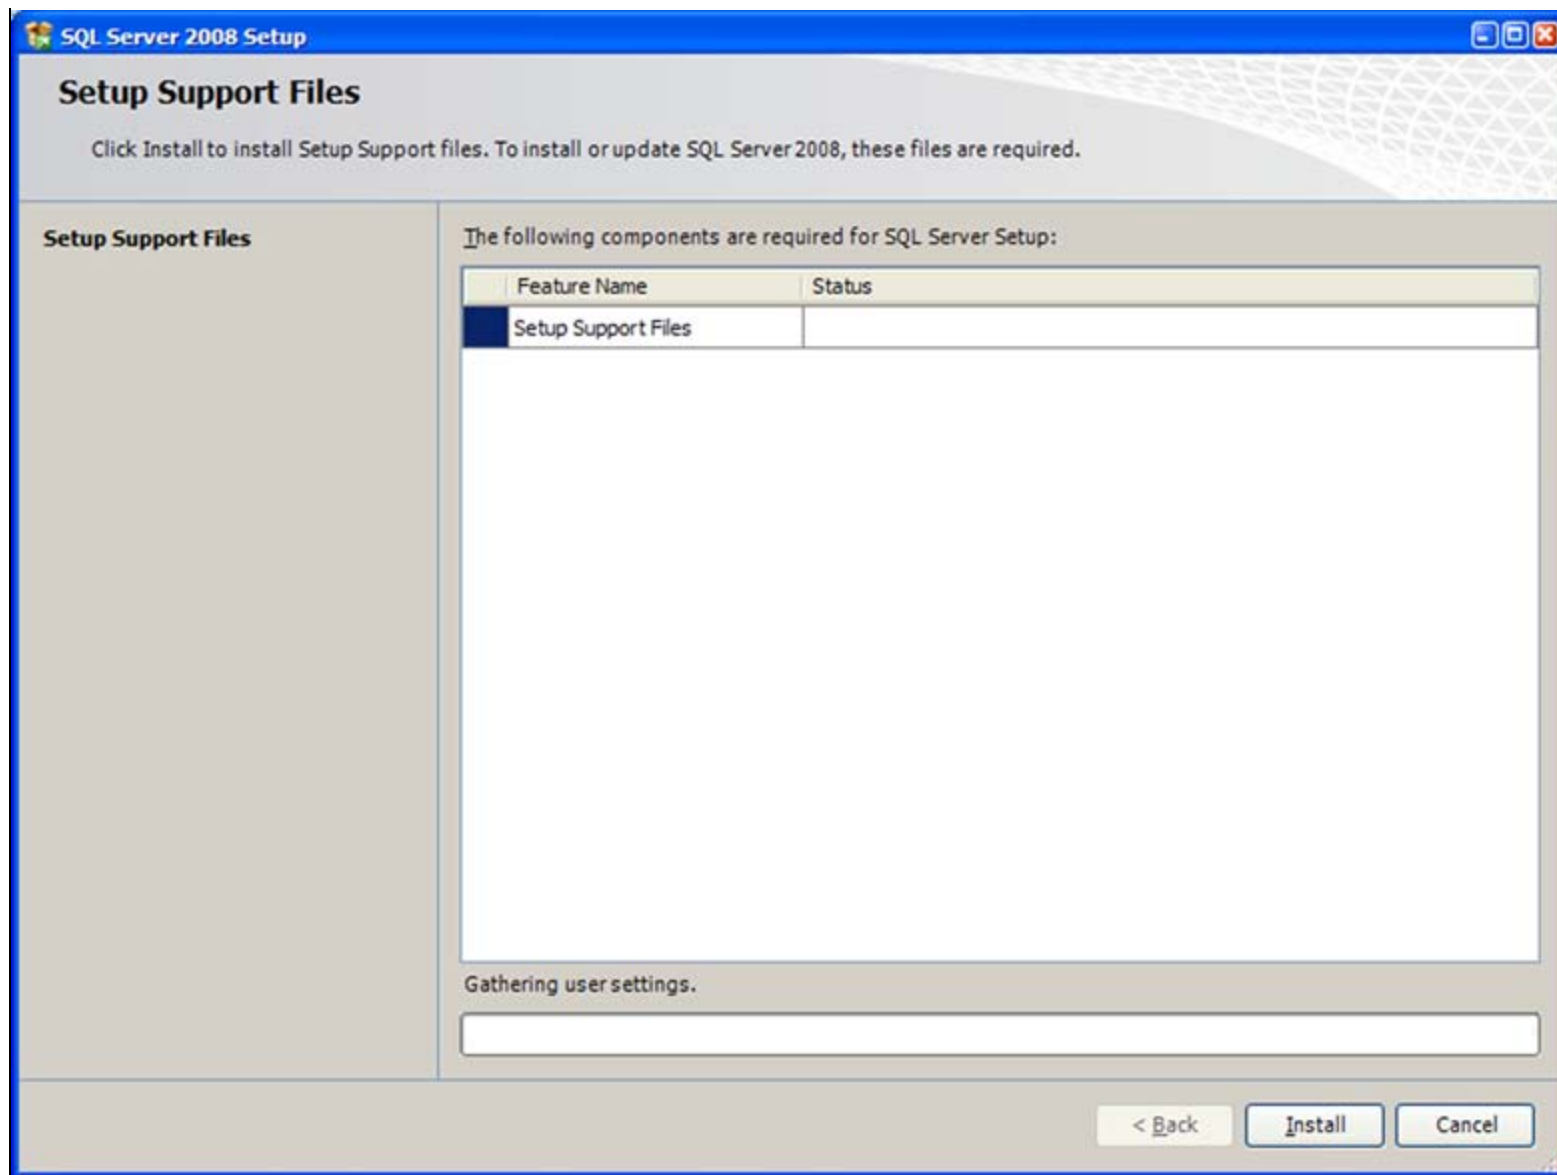 SQL Server 2008 Setup
Setup Support Files
Click Install to install Setup Support files. To install or update SQL Server 2008, these files are required.
Setup Support Files
The following components are required for SQL Server Setup:
Feature Name Status
Setup Support Files
Gathering user settings.
< Back Install Cancel